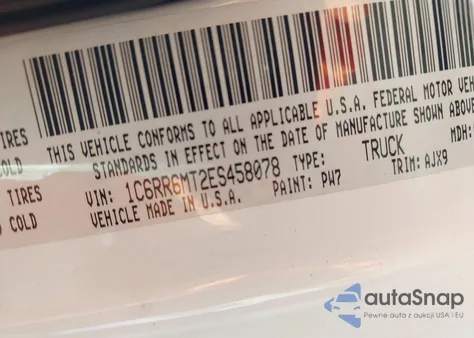 TIRES
COLD
TIRES
COLD
THIS VEHICLE CONFORMS TO ALL APPLICABLE U.S.A. FEDERAL MOTOR VEH
STANDARDS IN EFFECT ON THE DATE OF MANUFACTURE SHOWN ABOV
VIN: 1C6RR6MT2ES458078 TYPE: TRUCK MDH:
VEHICLE MADE IN U.S.A. PAINT: PW7 TRIM: AJX9
autaSnap
Pewne auta z aukcji USA i EU